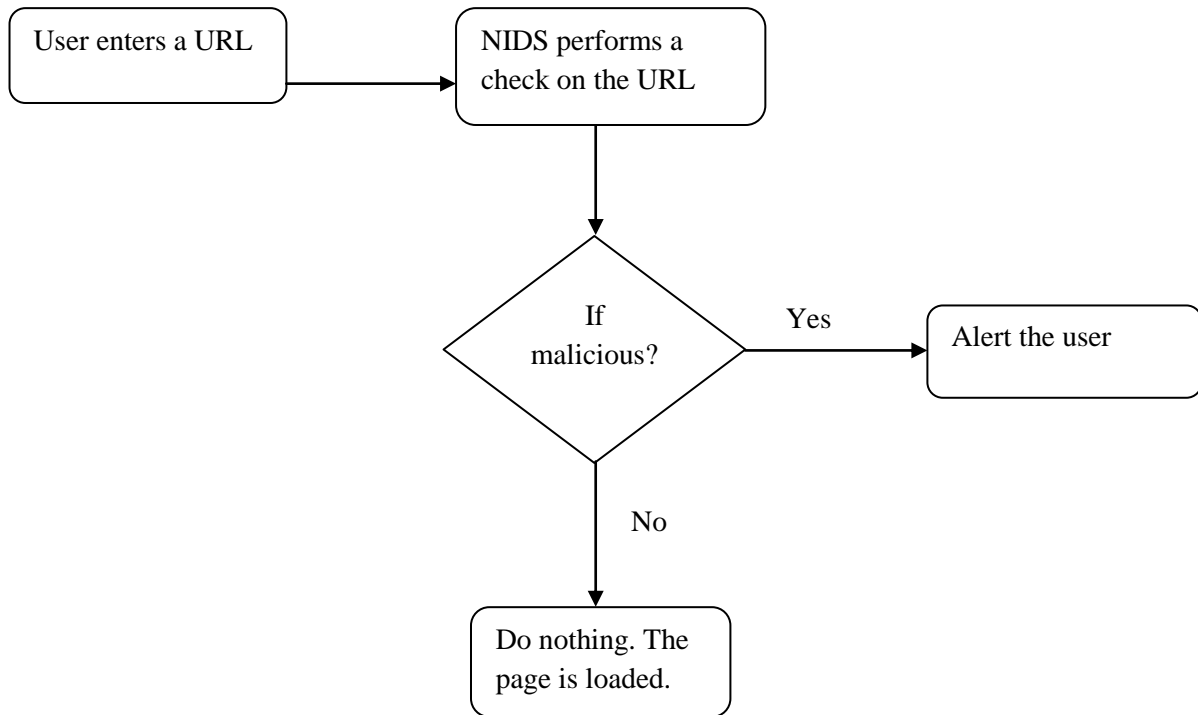 User enters a URL
NIDS performs a
check on the URL
If
malicious?
Yes
Alert the user
No
Do nothing. The
page is loaded.